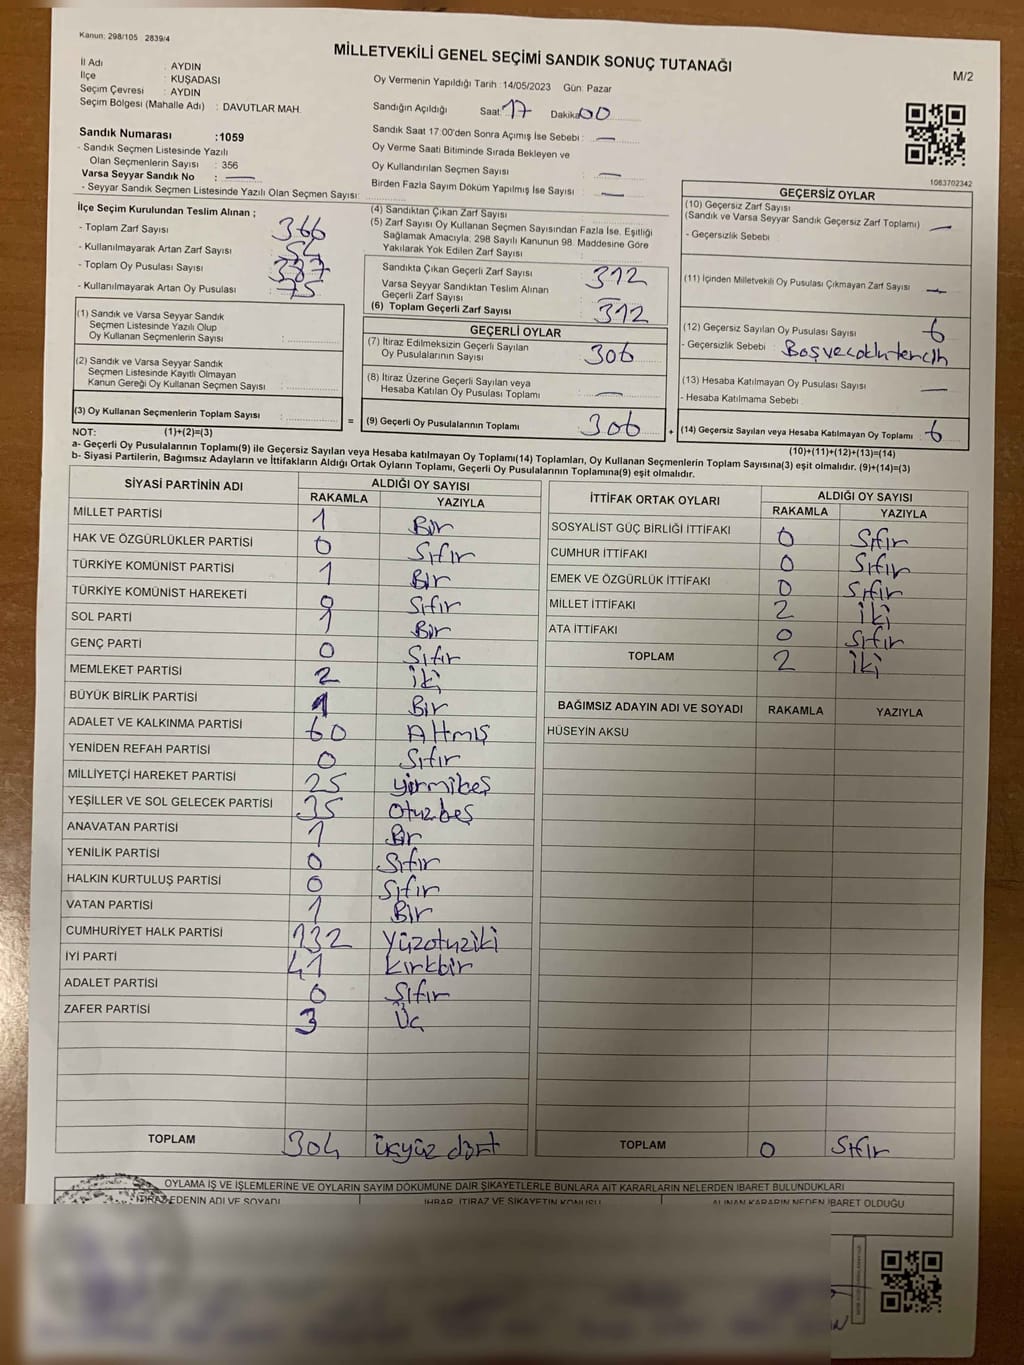 Kanun: 298/105 2839/4
MİLLETVEKİLİ GENEL SEÇİMİ SANDIK SONUÇ TUTANAĞI
M/2
İl Adı : AYDIN
İlçe : KUŞADASI
Seçim Çevresi : AYDIN
Seçim Bölgesi (Mahalle Adı) : DAVUTLAR MAH.
Oy Vermenin Yapıldığı Tarih : 14/05/2023 Gün: Pazar
Sandığın Açıldığı Saat: 17 Dakika 00
Sandık Saat 17:00'den Sonra Açımış İse Sebebi : —
Oy Verme Saati Bitiminde Sırada Bekleyen ve
Oy Kullandırılan Seçmen Sayısı : —
Birden Fazla Sayım Döküm Yapılmış İse Sayısı : —
Sandık Numarası :1059
- Sandık Seçmen Listesinde Yazılı
Olan Seçmenlerin Sayısı : 356
Varsa Seyyar Sandık No : —
- Seyyar Sandık Seçmen Listesinde Yazılı Olan Seçmen Sayısı:
1063702342
İlçe Seçim Kurulundan Teslim Alınan ;
- Toplam Zarf Sayısı : 366
- Kullanılmayarak Artan Zarf Sayısı : 54
- Toplam Oy Pusulası Sayısı : 387
- Kullanılmayarak Artan Oy Pusulası : 75
(1) Sandık ve Varsa Seyyar Sandık
Seçmen Listesinde Yazılı Olup
Oy Kullanan Seçmenlerin Sayısı :
(2) Sandık ve Varsa Seyyar Sandık
Seçmen Listesinde Kayıtlı Olmayan
Kanun Gereği Oy Kullanan Seçmen Sayısı :
(3) Oy Kullanan Seçmenlerin Toplam Sayısı :
(4) Sandıktan Çıkan Zarf Sayısı :
(5) Zarf Sayısı Oy Kullanan Seçmen Sayısından Fazla İse, Eşitliği
Sağlamak Amacıyla; 298 Sayılı Kanunun 98. Maddesine Göre
Yakılarak Yok Edilen Zarf Sayısı :
Sandıkta Çıkan Geçerli Zarf Sayısı : 312
Varsa Seyyar Sandıktan Teslim Alınan
Geçerli Zarf Sayısı : —
(6) Toplam Geçerli Zarf Sayısı : 312
GEÇERLİ OYLAR
(7) İtiraz Edilmeksizin Geçerli Sayılan
Oy Pusulalarının Sayısı : 306
(8) İtiraz Üzerine Geçerli Sayılan veya
Hesaba Katılan Oy Pusulası Toplamı : —
= (9) Geçerli Oy Pusulalarının Toplamı : 306
GEÇERSİZ OYLAR
(10) Geçersiz Zarf Sayısı
(Sandık ve Varsa Seyyar Sandık Geçersiz Zarf Toplamı) : —
- Geçersizlik Sebebi :
(11) İçinden Milletvekili Oy Pusulası Çıkmayan Zarf Sayısı : —
(12) Geçersiz Sayılan Oy Pusulası Sayısı : 6
- Geçersizlik Sebebi : Boş ve çoklu tercih
(13) Hesaba Katılmayan Oy Pusulası Sayısı : —
- Hesaba Katılmama Sebebi :
+ (14) Geçersiz Sayılan veya Hesaba Katılmayan Oy Toplamı : 6
NOT: (1)+(2)=(3)
(10)+(11)+(12)+(13)=(14)
a- Geçerli Oy Pusulalarının Toplamı(9) ile Geçersiz Sayılan veya Hesaba katılmayan Oy Toplamı(14) Toplamları, Oy Kullanan Seçmenlerin Toplam Sayısına(3) eşit olmalıdır. (9)+(14)=(3)
b- Siyasi Partilerin, Bağımsız Adayların ve İttifakların Aldığı Ortak Oyların Toplamı, Geçerli Oy Pusulalarının Toplamına(9) eşit olmalıdır.
SİYASİ PARTİNİN ADI ALDIĞI OY SAYISI
RAKAMLA YAZIYLA
MİLLET PARTİSİ 1 Bir
HAK VE ÖZGÜRLÜKLER PARTİSİ 0 Sıfır
TÜRKİYE KOMÜNİST PARTİSİ 1 Bir
TÜRKİYE KOMÜNİST HAREKETİ 0 Sıfır
SOL PARTİ 1 Bir
GENÇ PARTİ 0 Sıfır
MEMLEKET PARTİSİ 2 iki
BÜYÜK BİRLİK PARTİSİ 1 Bir
ADALET VE KALKINMA PARTİSİ 60 Altmış
YENİDEN REFAH PARTİSİ 0 Sıfır
MİLLİYETÇİ HAREKET PARTİSİ 25 yirmibeş
YEŞİLLER VE SOL GELECEK PARTİSİ 35 otuzbeş
ANAVATAN PARTİSİ 1 Bir
YENİLİK PARTİSİ 0 Sıfır
HALKIN KURTULUŞ PARTİSİ 0 Sıfır
VATAN PARTİSİ 1 Bir
CUMHURİYET HALK PARTİSİ 132 Yüzotuziki
İYİ PARTİ 41 Kırkbir
ADALET PARTİSİ 0 Sıfır
ZAFER PARTİSİ 3 Üç
TOPLAM 304 üçyüz dört
İTTİFAK ORTAK OYLARI ALDIĞI OY SAYISI
RAKAMLA YAZIYLA
SOSYALİST GÜÇ BİRLİĞİ İTTİFAKI 0 Sıfır
CUMHUR İTTİFAKI 0 Sıfır
EMEK VE ÖZGÜRLÜK İTTİFAKI 0 Sıfır
MİLLET İTTİFAKI 2 iki
ATA İTTİFAKI 0 Sıfır
TOPLAM 2 iki
BAĞIMSIZ ADAYIN ADI VE SOYADI RAKAMLA YAZIYLA
HÜSEYİN AKSU
TOPLAM 0 Sıfır
OYLAMA İŞ VE İŞLEMLERİNE VE OYLARIN SAYIM DÖKÜMÜNE DAİR ŞİKAYETLERLE BUNLARA AİT KARARLARIN NELERDEN İBARET BULUNDUKLARI
İTİRAZ EDENİN ADI VE SOYADI İHBAR, İTİRAZ VE ŞİKAYETİN KONUSU ALINAN KARARIN NEDEN İBARET OLDUĞU